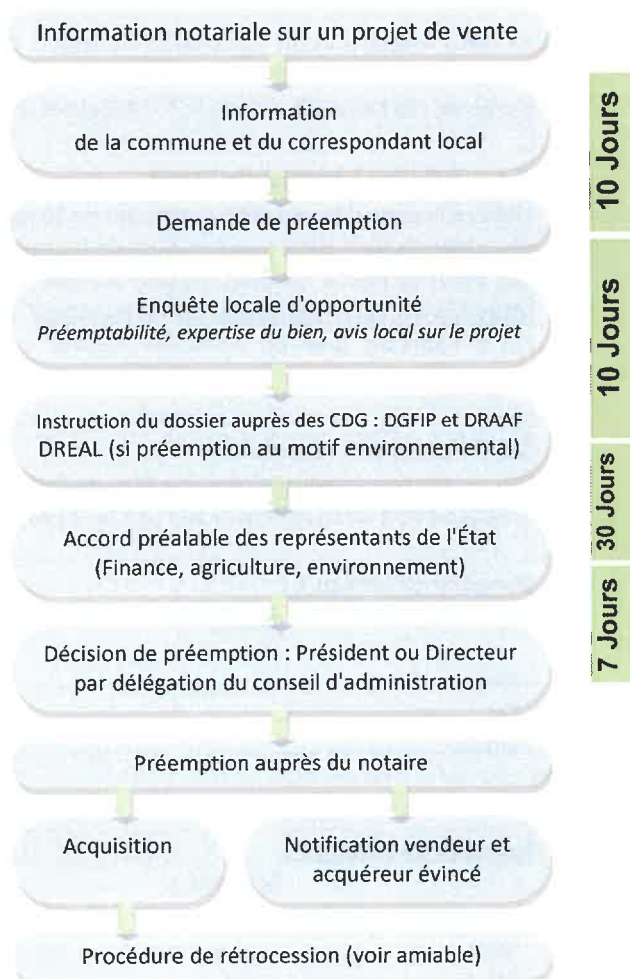 Information notariale sur un projet de vente
Information
de la commune et du correspondant local
Demande de préemption
Enquête locale d'opportunité
Préemptabilité, expertise du bien, avis local sur le projet
Instruction du dossier auprès des CDG : DGFIP et DRAAF
DREAL (si préemption au motif environnemental)
Accord préalable des représentants de l'État
(Finance, agriculture, environnement)
Décision de préemption : Président ou Directeur
par délégation du conseil d'administration
Préemption auprès du notaire
Acquisition
Notification vendeur et
acquéreur évincé
Procédure de rétrocession (voir amiable)
10 Jours
10 Jours
30 Jours
7 Jours